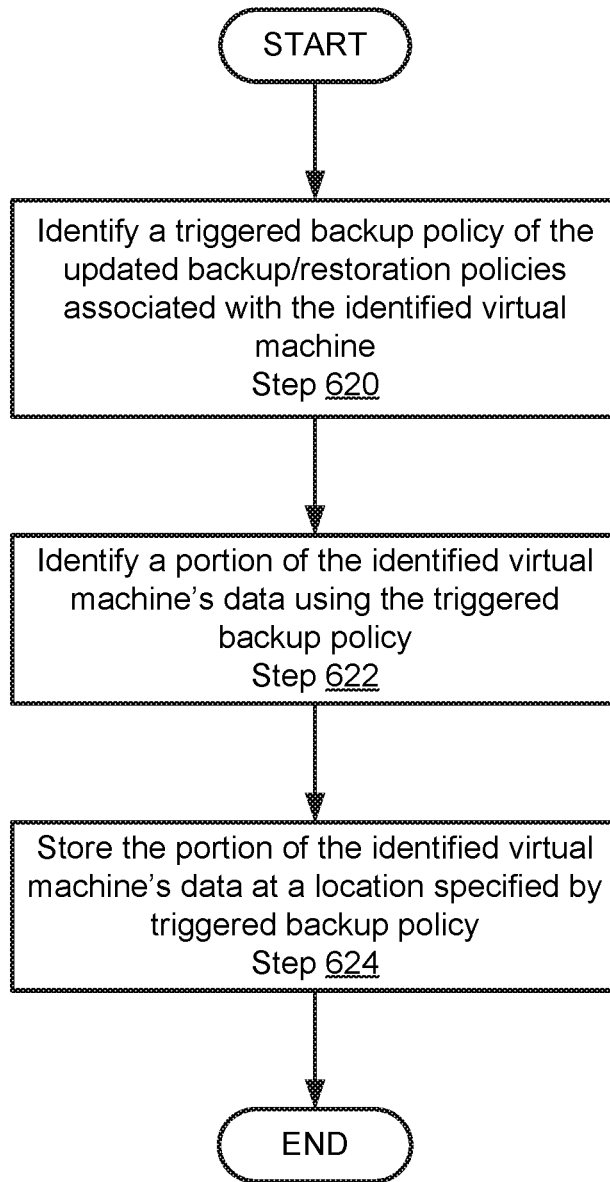 START
Identify a triggered backup policy of the
updated backup/restoration policies
associated with the identified virtual
machine
Step 620
Identify a portion of the identified virtual
machine's data using the triggered
backup policy
Step 622
Store the portion of the identified virtual
machine's data at a location specified by
triggered backup policy
Step 624
END